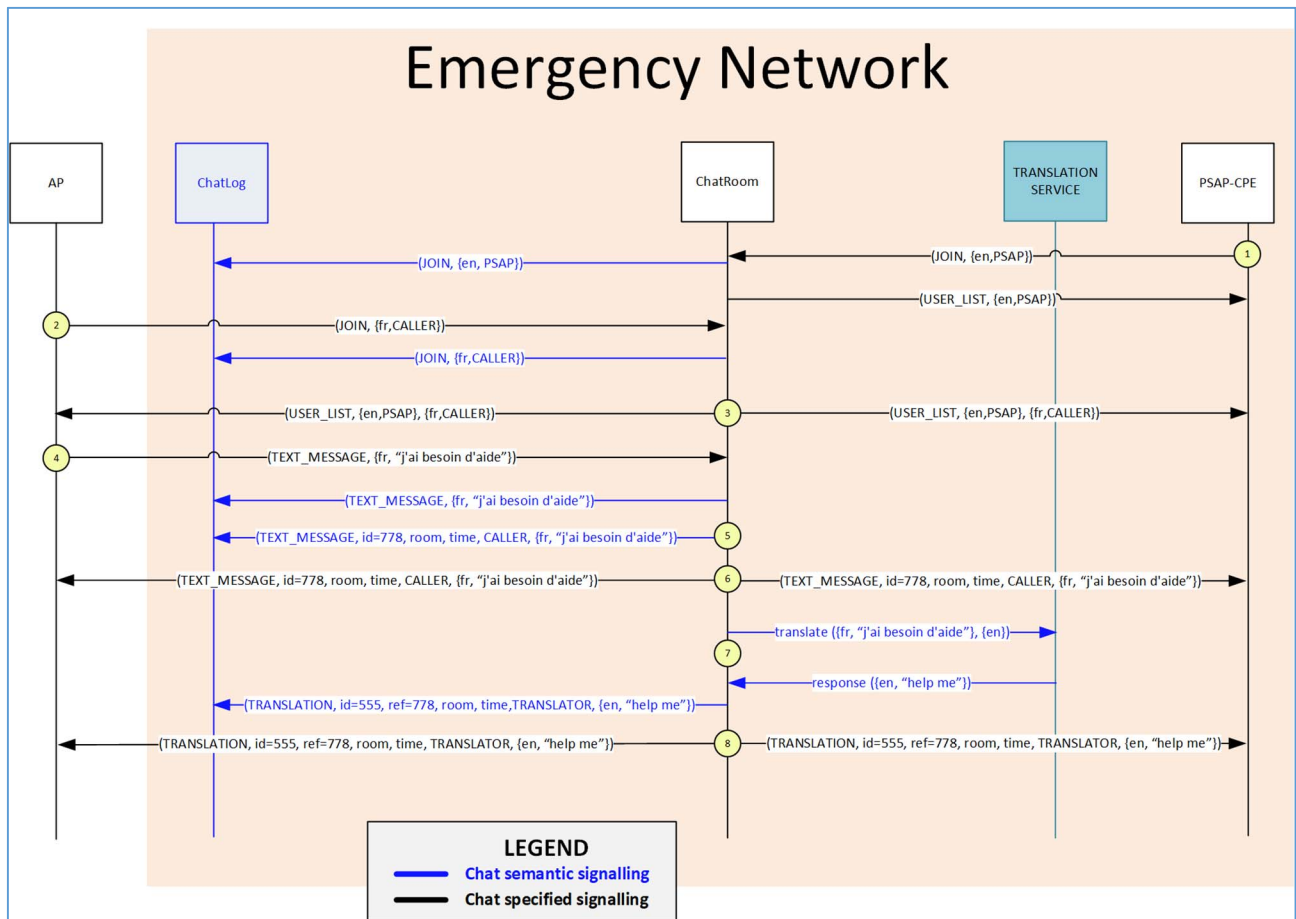 Emergency Network
AP
ChatLog
ChatRoom
TRANSLATION
SERVICE
PSAP-CPE
(JOIN, {en, PSAP})
(JOIN, {en,PSAP})
1
(USER_LIST, {en,PSAP})
2
(JOIN, {fr,CALLER})
(JOIN, {fr,CALLER})
(USER_LIST, {en,PSAP}, {fr,CALLER})
3
(USER_LIST, {en,PSAP}, {fr,CALLER})
4
(TEXT_MESSAGE, {fr, “j'ai besoin d'aide”})
(TEXT_MESSAGE, {fr, “j'ai besoin d'aide”})
(TEXT_MESSAGE, id=778, room, time, CALLER, {fr, “j'ai besoin d'aide”})
5
(TEXT_MESSAGE, id=778, room, time, CALLER, {fr, “j'ai besoin d'aide”})
6
(TEXT_MESSAGE, id=778, room, time, CALLER, {fr, “j'ai besoin d'aide”})
translate ({fr, “j'ai besoin d'aide”}, {en})
7
response ({en, “help me”})
(TRANSLATION, id=555, ref=778, room, time,TRANSLATOR, {en, “help me”})
(TRANSLATION, id=555, ref=778, room, time, TRANSLATOR, {en, “help me”})
8
(TRANSLATION, id=555, ref=778, room, time, TRANSLATOR, {en, “help me”})
LEGEND
Chat semantic signalling
Chat specified signalling